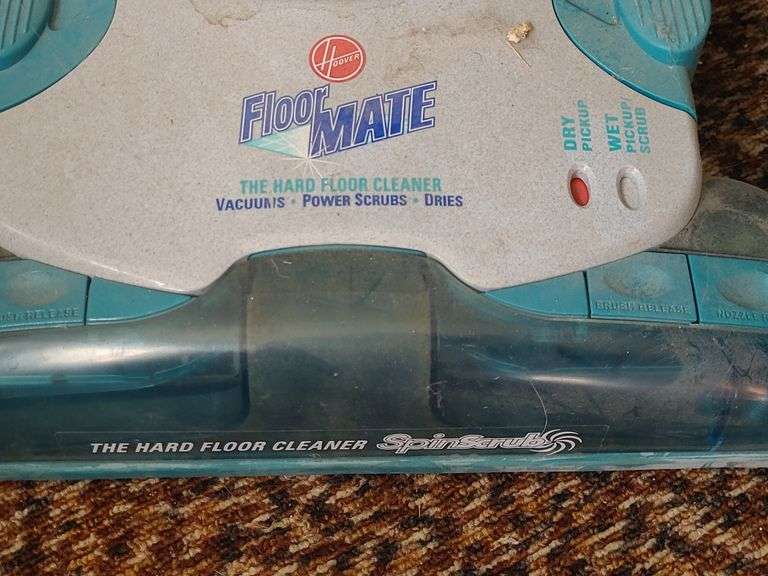 HOOVER
Floor MATE
THE HARD FLOOR CLEANER
VACUUMS • POWER SCRUBS • DRIES
DRY PICKUP
WET PICKUP SCRUB
RELEASE
BRUSH RELEASE
NOZZLE
THE HARD FLOOR CLEANER SpinScrub